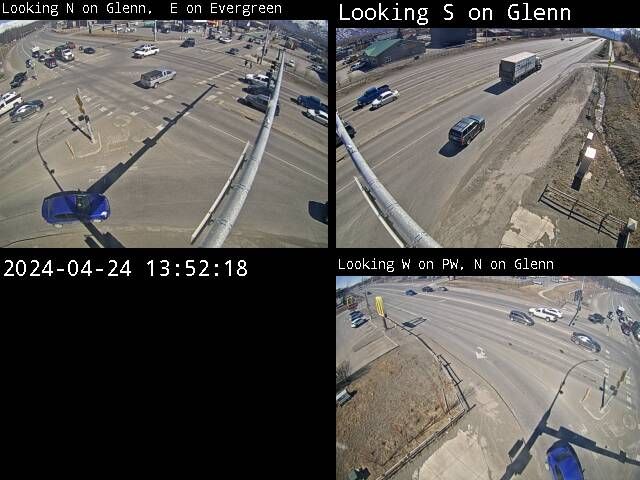 Looking N on Glenn, E on Evergreen
Looking S on Glenn
2024-04-24 13:52:18
Looking W on PW, N on Glenn